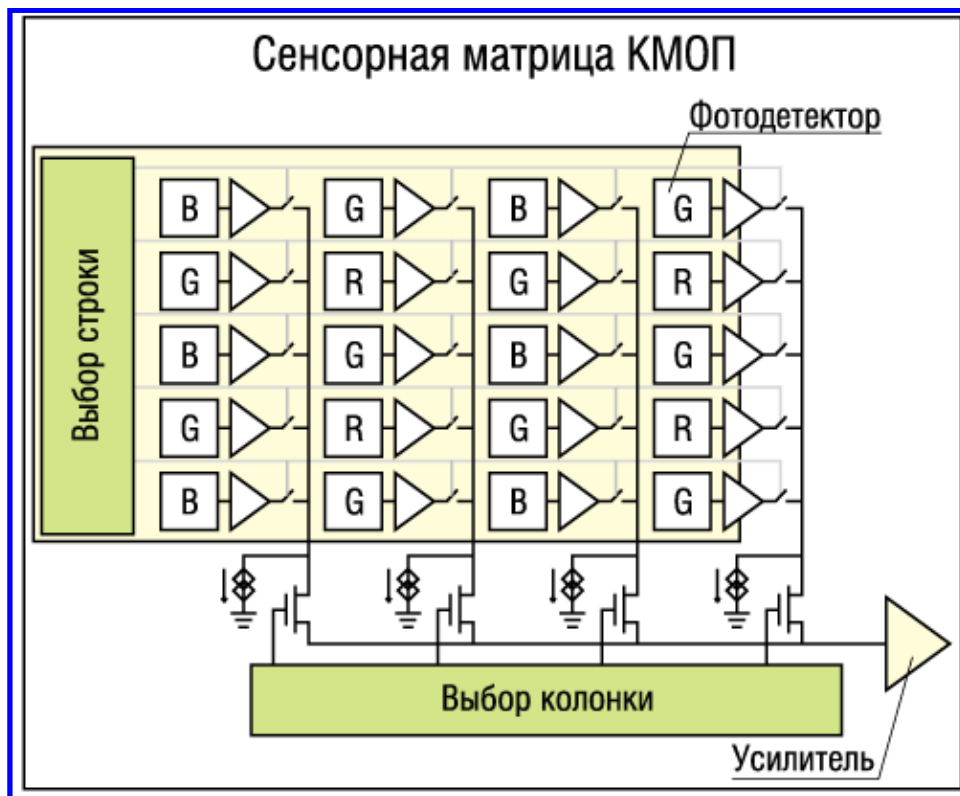 Сенсорная матрица КМОП
Фотодетектор
Выбор строки
B G B G
G R G R
B G B G
G R G R
B G B G
Выбор колонки
Усилитель